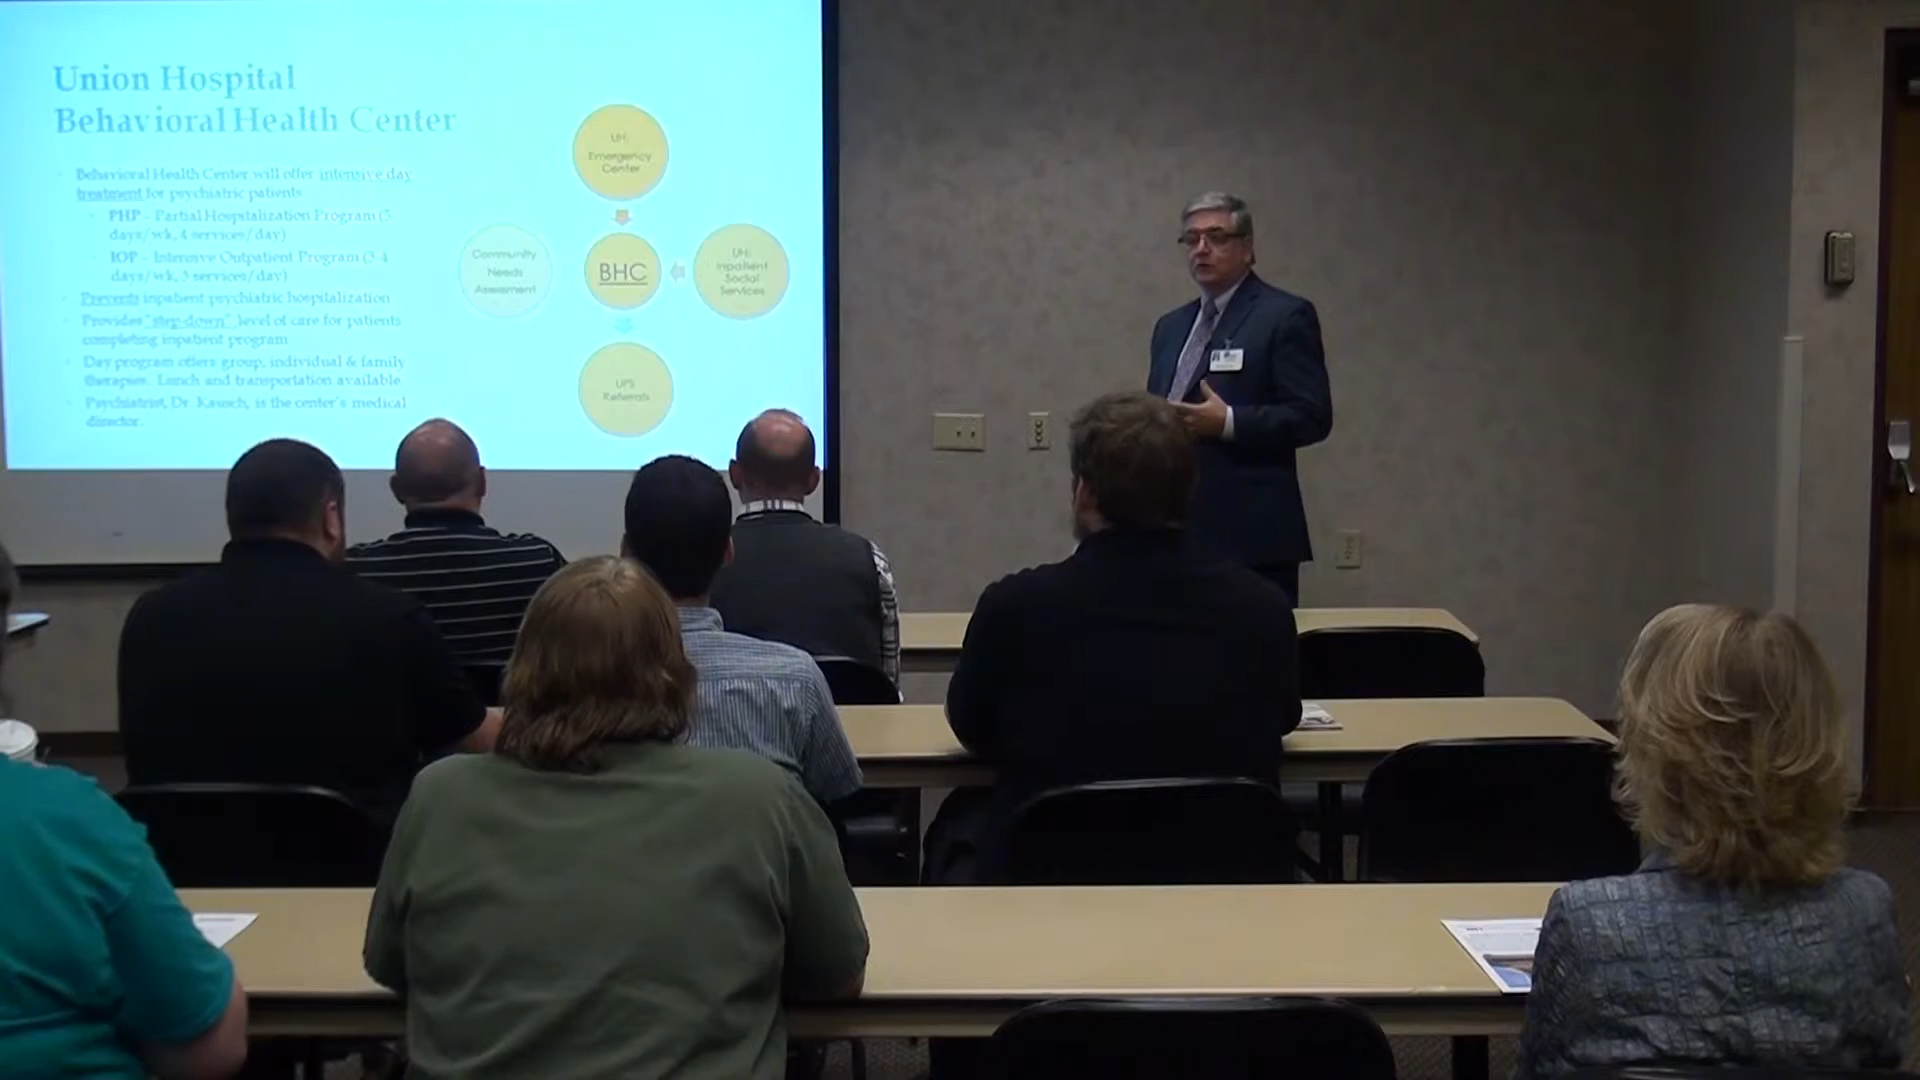 Union Hospital
Behavioral Health Center
Behavioral Health Center will offer intensive day
treatment for psychiatric patients
PHP - Partial Hospitalization Program (5
days/wk, 4 services/day)
IOP - Intensive Outpatient Program (3-4
days/wk, 3 services/day)
Prevents inpatient psychiatric hospitalization
Provides "step-down" level of care for patients
completing inpatient program
Day program offers group, individual & family
therapies. Lunch and transportation available.
Psychiatrist, Dr. Kausch, is the center's medical
director.
UH:
Emergency
Center
Community
Needs
Assessment
BHC
UH:
Inpatient
Social
Services
UPS
Referrals